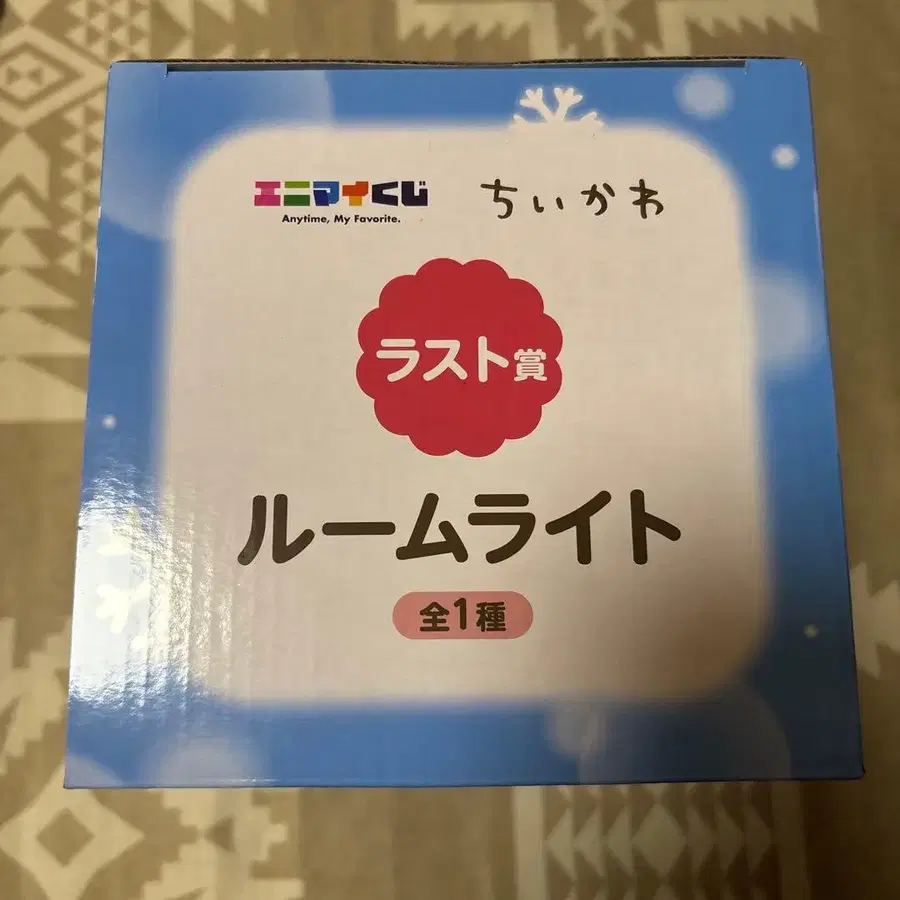 エニマイくじ ちいかわ
Anytime, My Favorite.
ラスト賞
ルームライト
全1種